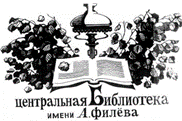 центральная Библиотека
имени А.филёва